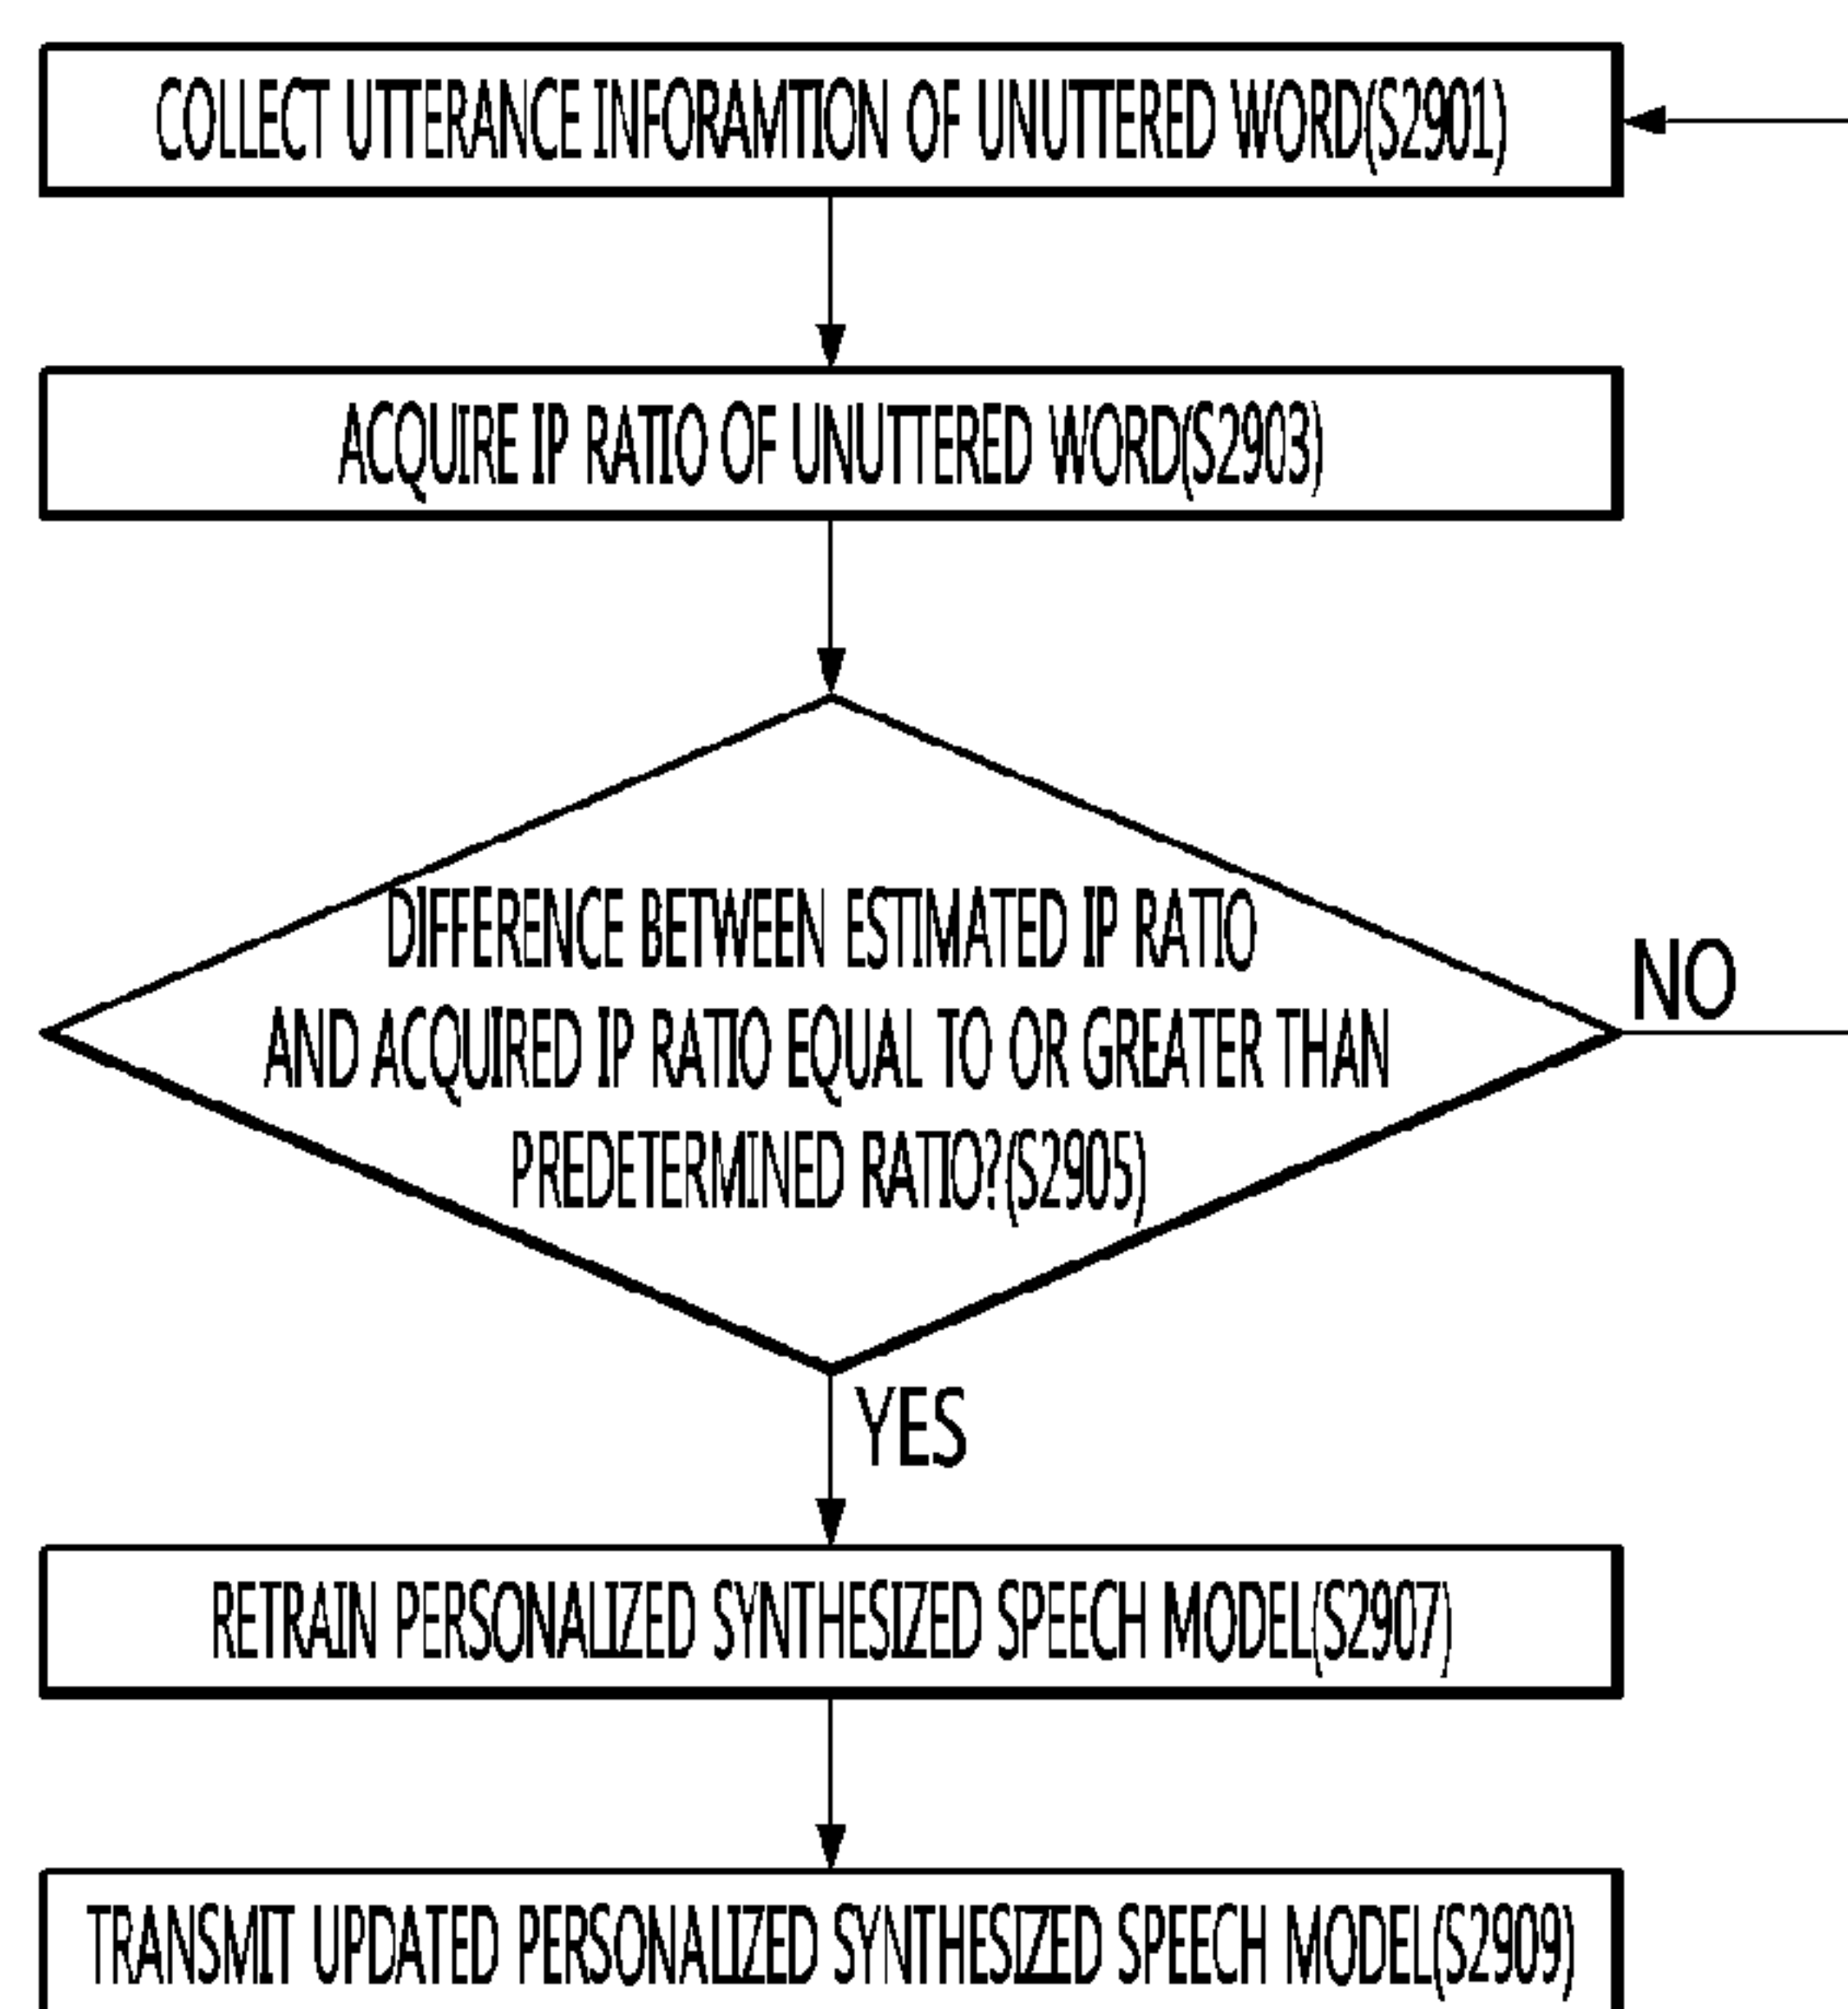 COLLECT UTTERANCE INFORAMTION OF UNUTTERED WORD(S2901)
ACQUIRE IP RATIO OF UNUTTERED WORD(S2903)
DIFFERENCE BETWEEN ESTIMATED IP RATIO
AND ACQUIRED IP RATIO EQUAL TO OR GREATER THAN
PREDETERMINED RATIO?(S2905)
NO
YES
RETRAIN PERSONALIZED SYNTHESIZED SPEECH MODEL(S2907)
TRANSMIT UPDATED PERSONALIZED SYNTHESIZED SPEECH MODEL(S2909)